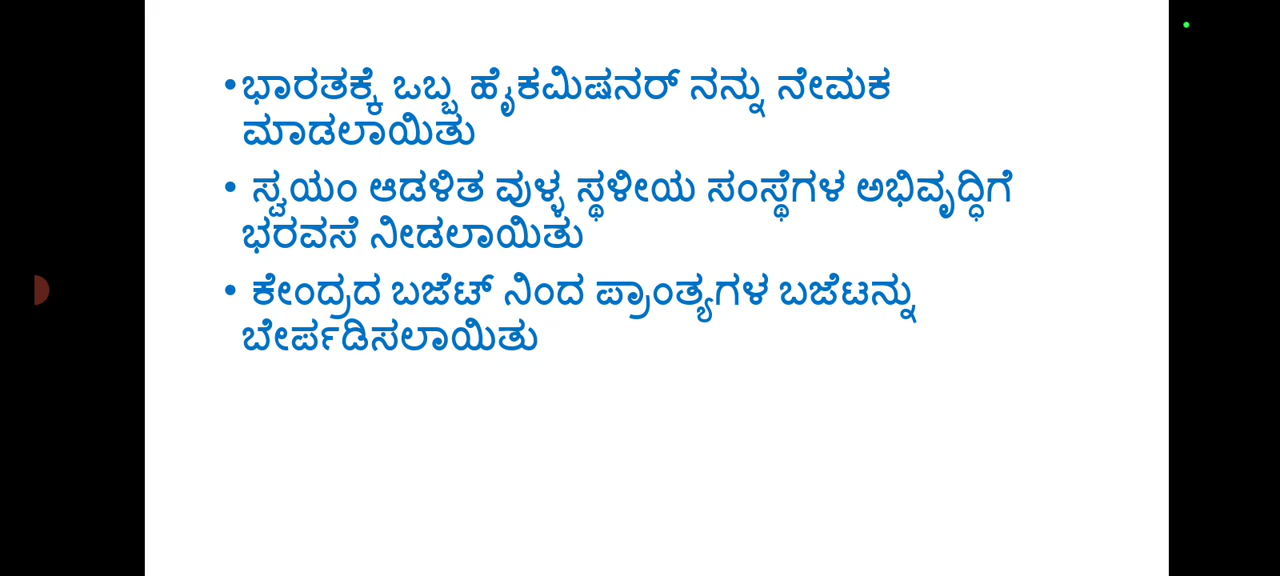 •ಭಾರತಕ್ಕೆ ಒಬ್ಬ ಹೈಕಮಿಷನರ್ ನನ್ನು ನೇಮಕ
ಮಾಡಲಾಯಿತು
• ಸ್ವಯಂ ಆಡಳಿತ ವುಳ್ಳ ಸ್ಥಳೀಯ ಸಂಸ್ಥೆಗಳ ಅಭಿವೃದ್ಧಿಗೆ
ಭರವಸೆ ನೀಡಲಾಯಿತು
• ಕೇಂದ್ರದ ಬಜೆಟ್ ನಿಂದ ಪ್ರಾಂತ್ಯಗಳ ಬಜೆಟನ್ನು
ಬೇರ್ಪಡಿಸಲಾಯಿತು